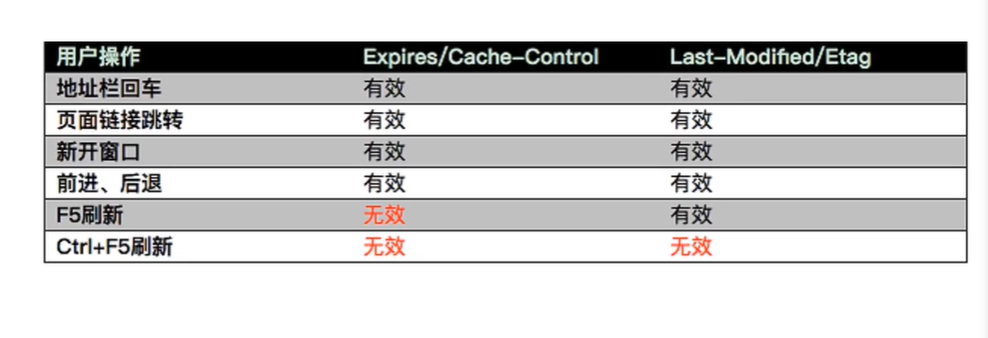 用户操作 Expires/Cache-Control Last-Modified/Etag
地址栏回车 有效 有效
页面链接跳转 有效 有效
新开窗口 有效 有效
前进、后退 有效 有效
F5刷新 无效 有效
Ctrl+F5刷新 无效 无效